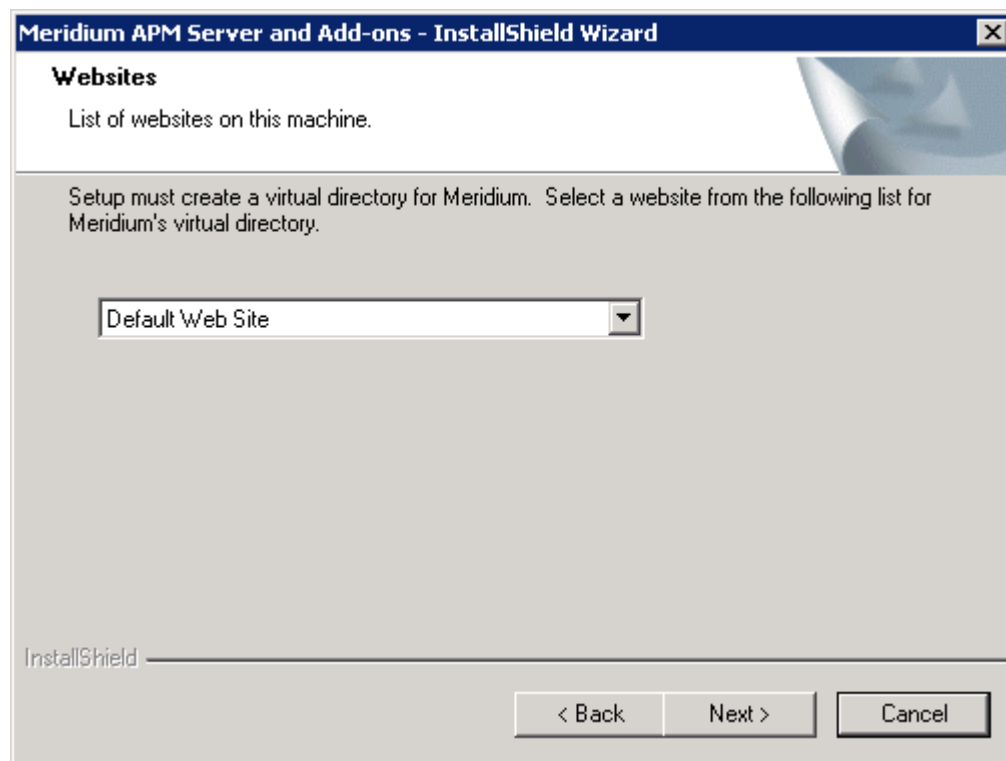 Meridium APM Server and Add-ons - InstallShield Wizard
Websites
List of websites on this machine.
Setup must create a virtual directory for Meridium.  Select a website from the following list for
Meridium's virtual directory.
Default Web Site
InstallShield
< Back
Next >
Cancel